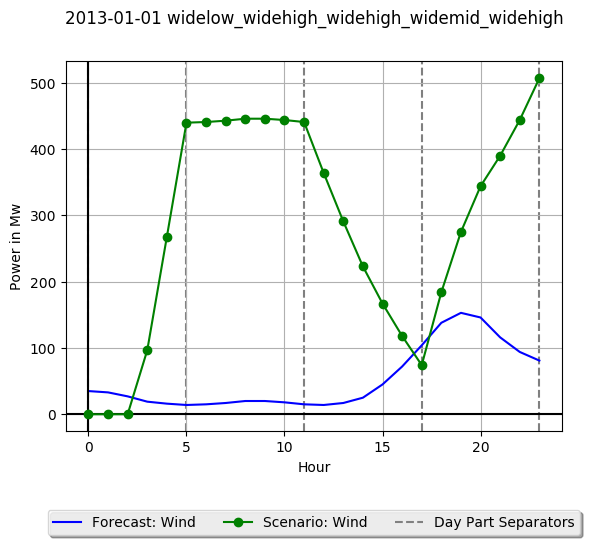 2013-01-01 widelow_widehigh_widehigh_widemid_widehigh
500
400
300
200
100
0
Power in Mw
0 5 10 15 20
Hour
Forecast: Wind Scenario: Wind Day Part Separators